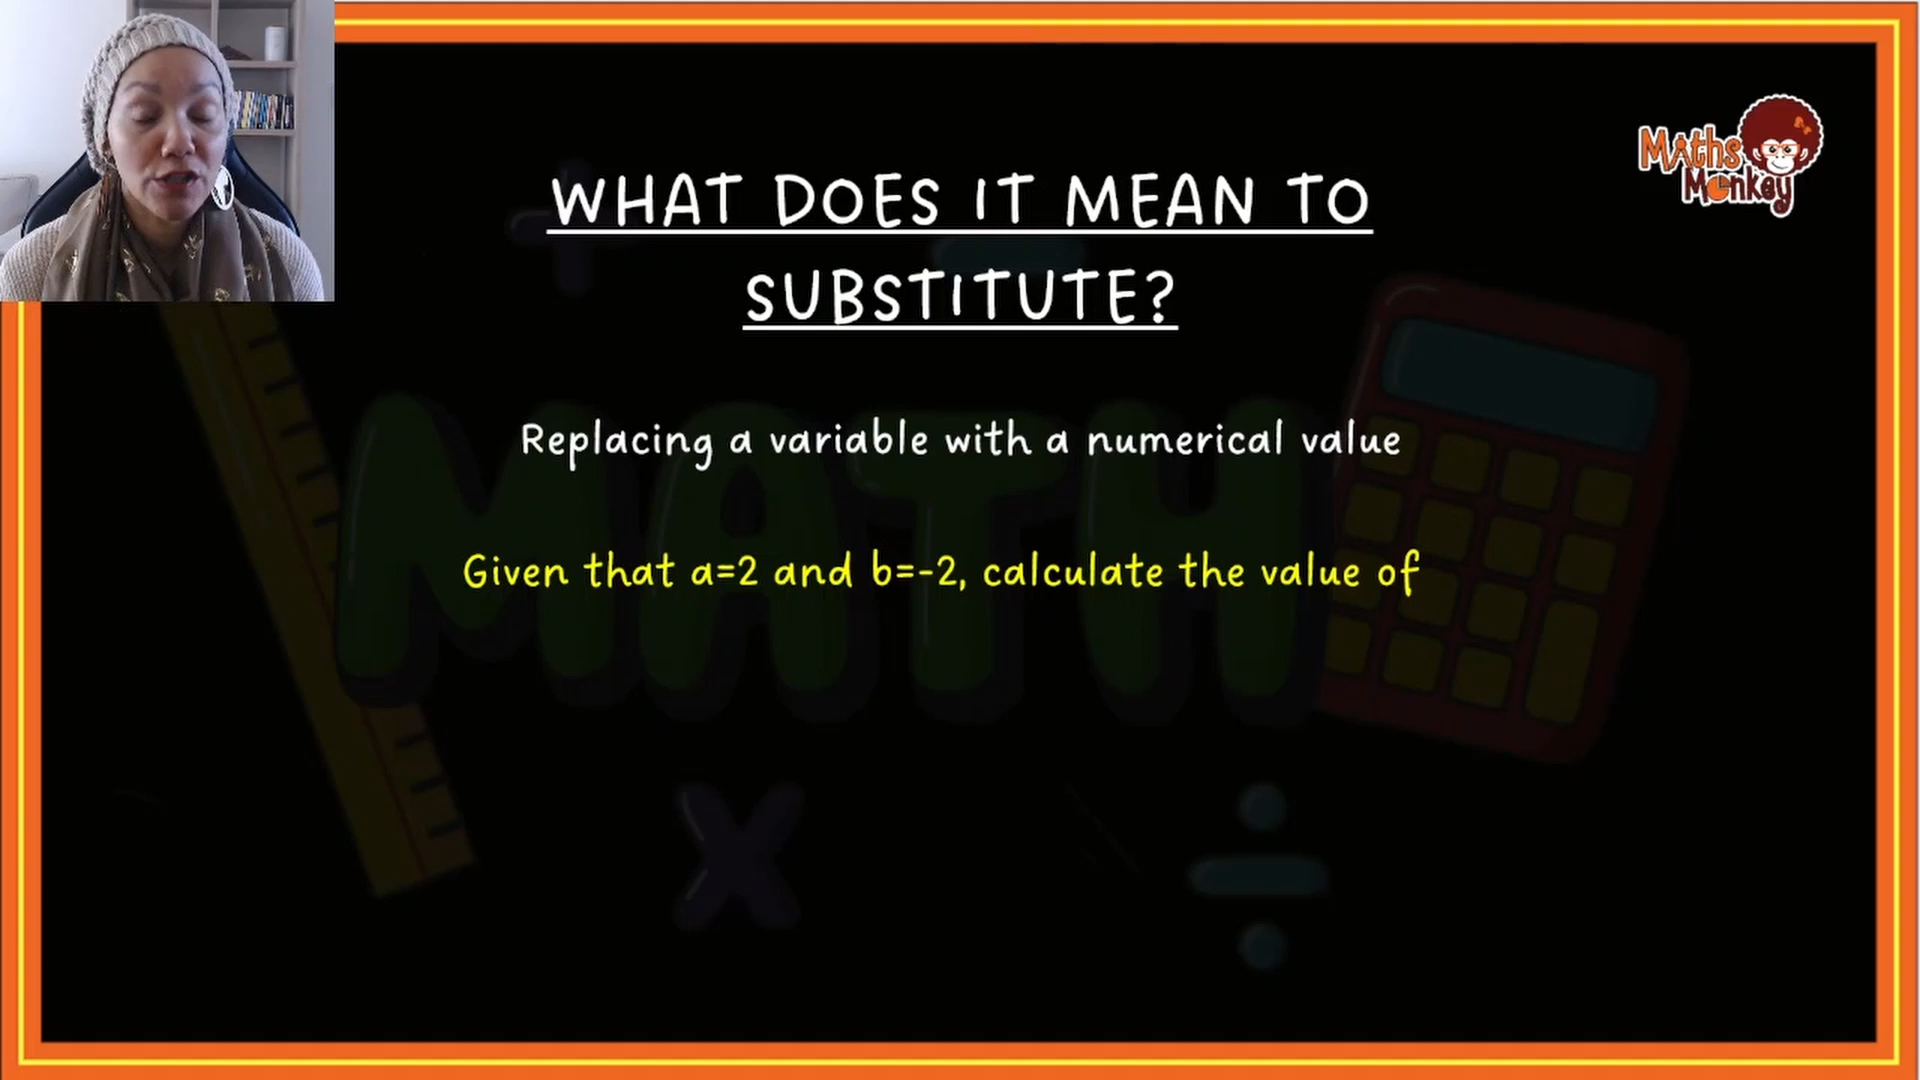 Maths
Monkey
WHAT DOES IT MEAN TO
SUBSTITUTE?
Replacing a variable with a numerical value
Given that a=2 and b=-2, calculate the value of
MATH